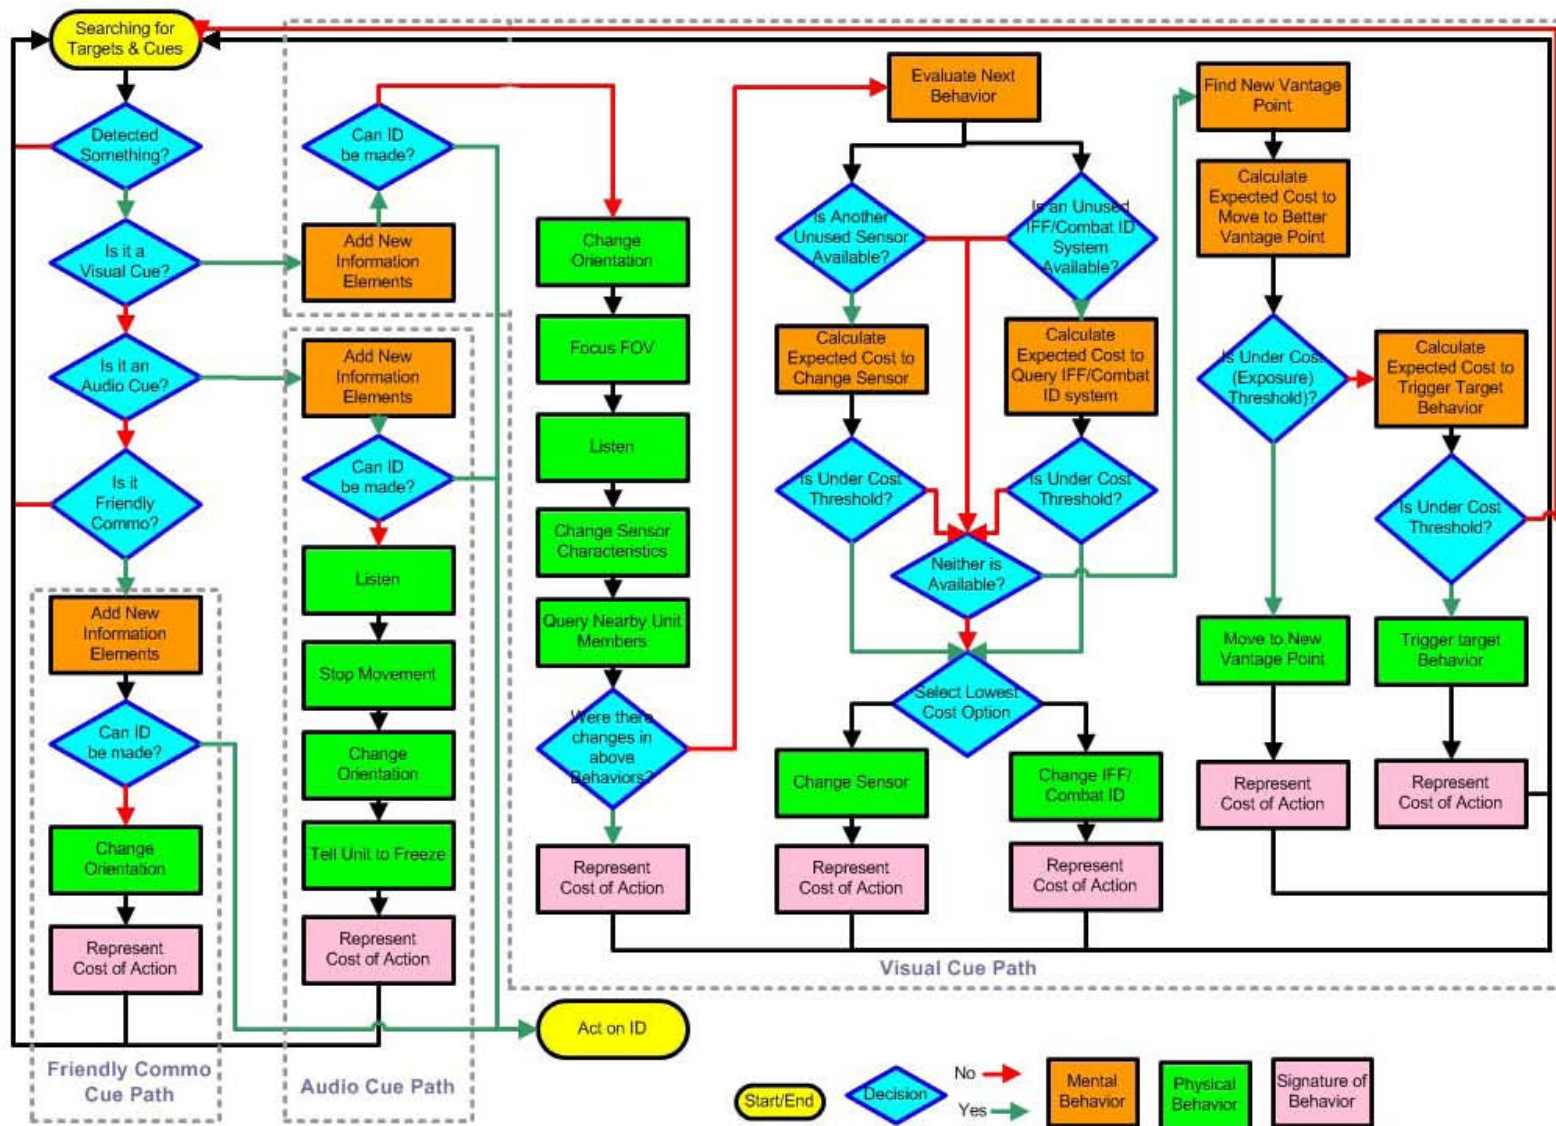 Searching for
Targets & Cues
Detected
Something?
Is it a
Visual Cue?
Is it an
Audio Cue?
Is it
Friendly
Commo?
Add New
Information
Elements
Can ID
be made?
Change
Orientation
Represent
Cost of Action
Friendly Commo
Cue Path
Can ID
be made?
Add New
Information
Elements
Add New
Information
Elements
Can ID
be made?
Listen
Stop Movement
Change
Orientation
Tell Unit to Freeze
Represent
Cost of Action
Audio Cue Path
Change
Orientation
Focus FOV
Listen
Change Sensor
Characteristics
Query Nearby Unit
Members
Were there
changes in
above
Behaviors?
Represent
Cost of Action
Act on ID
Evaluate Next
Behavior
Is Another
Unused Sensor
Available?
Calculate
Expected Cost to
Change Sensor
Is Under Cost
Threshold?
Is an Unused
IFF/Combat ID
System
Available?
Calculate
Expected Cost to
Query IFF/Combat
ID system
Is Under Cost
Threshold?
Neither is
Available?
Select Lowest
Cost Option
Change Sensor
Represent
Cost of Action
Change IFF/
Combat ID
Represent
Cost of Action
Find New Vantage
Point
Calculate
Expected Cost to
Move to Better
Vantage Point
Is Under Cost
(Exposure)
Threshold)?
Move to New
Vantage Point
Represent
Cost of Action
Calculate
Expected Cost to
Trigger Target
Behavior
Is Under Cost
Threshold?
Trigger target
Behavior
Represent
Cost of Action
Visual Cue Path
Start/End
Decision
No
Yes
Mental
Behavior
Physical
Behavior
Signature of
Behavior